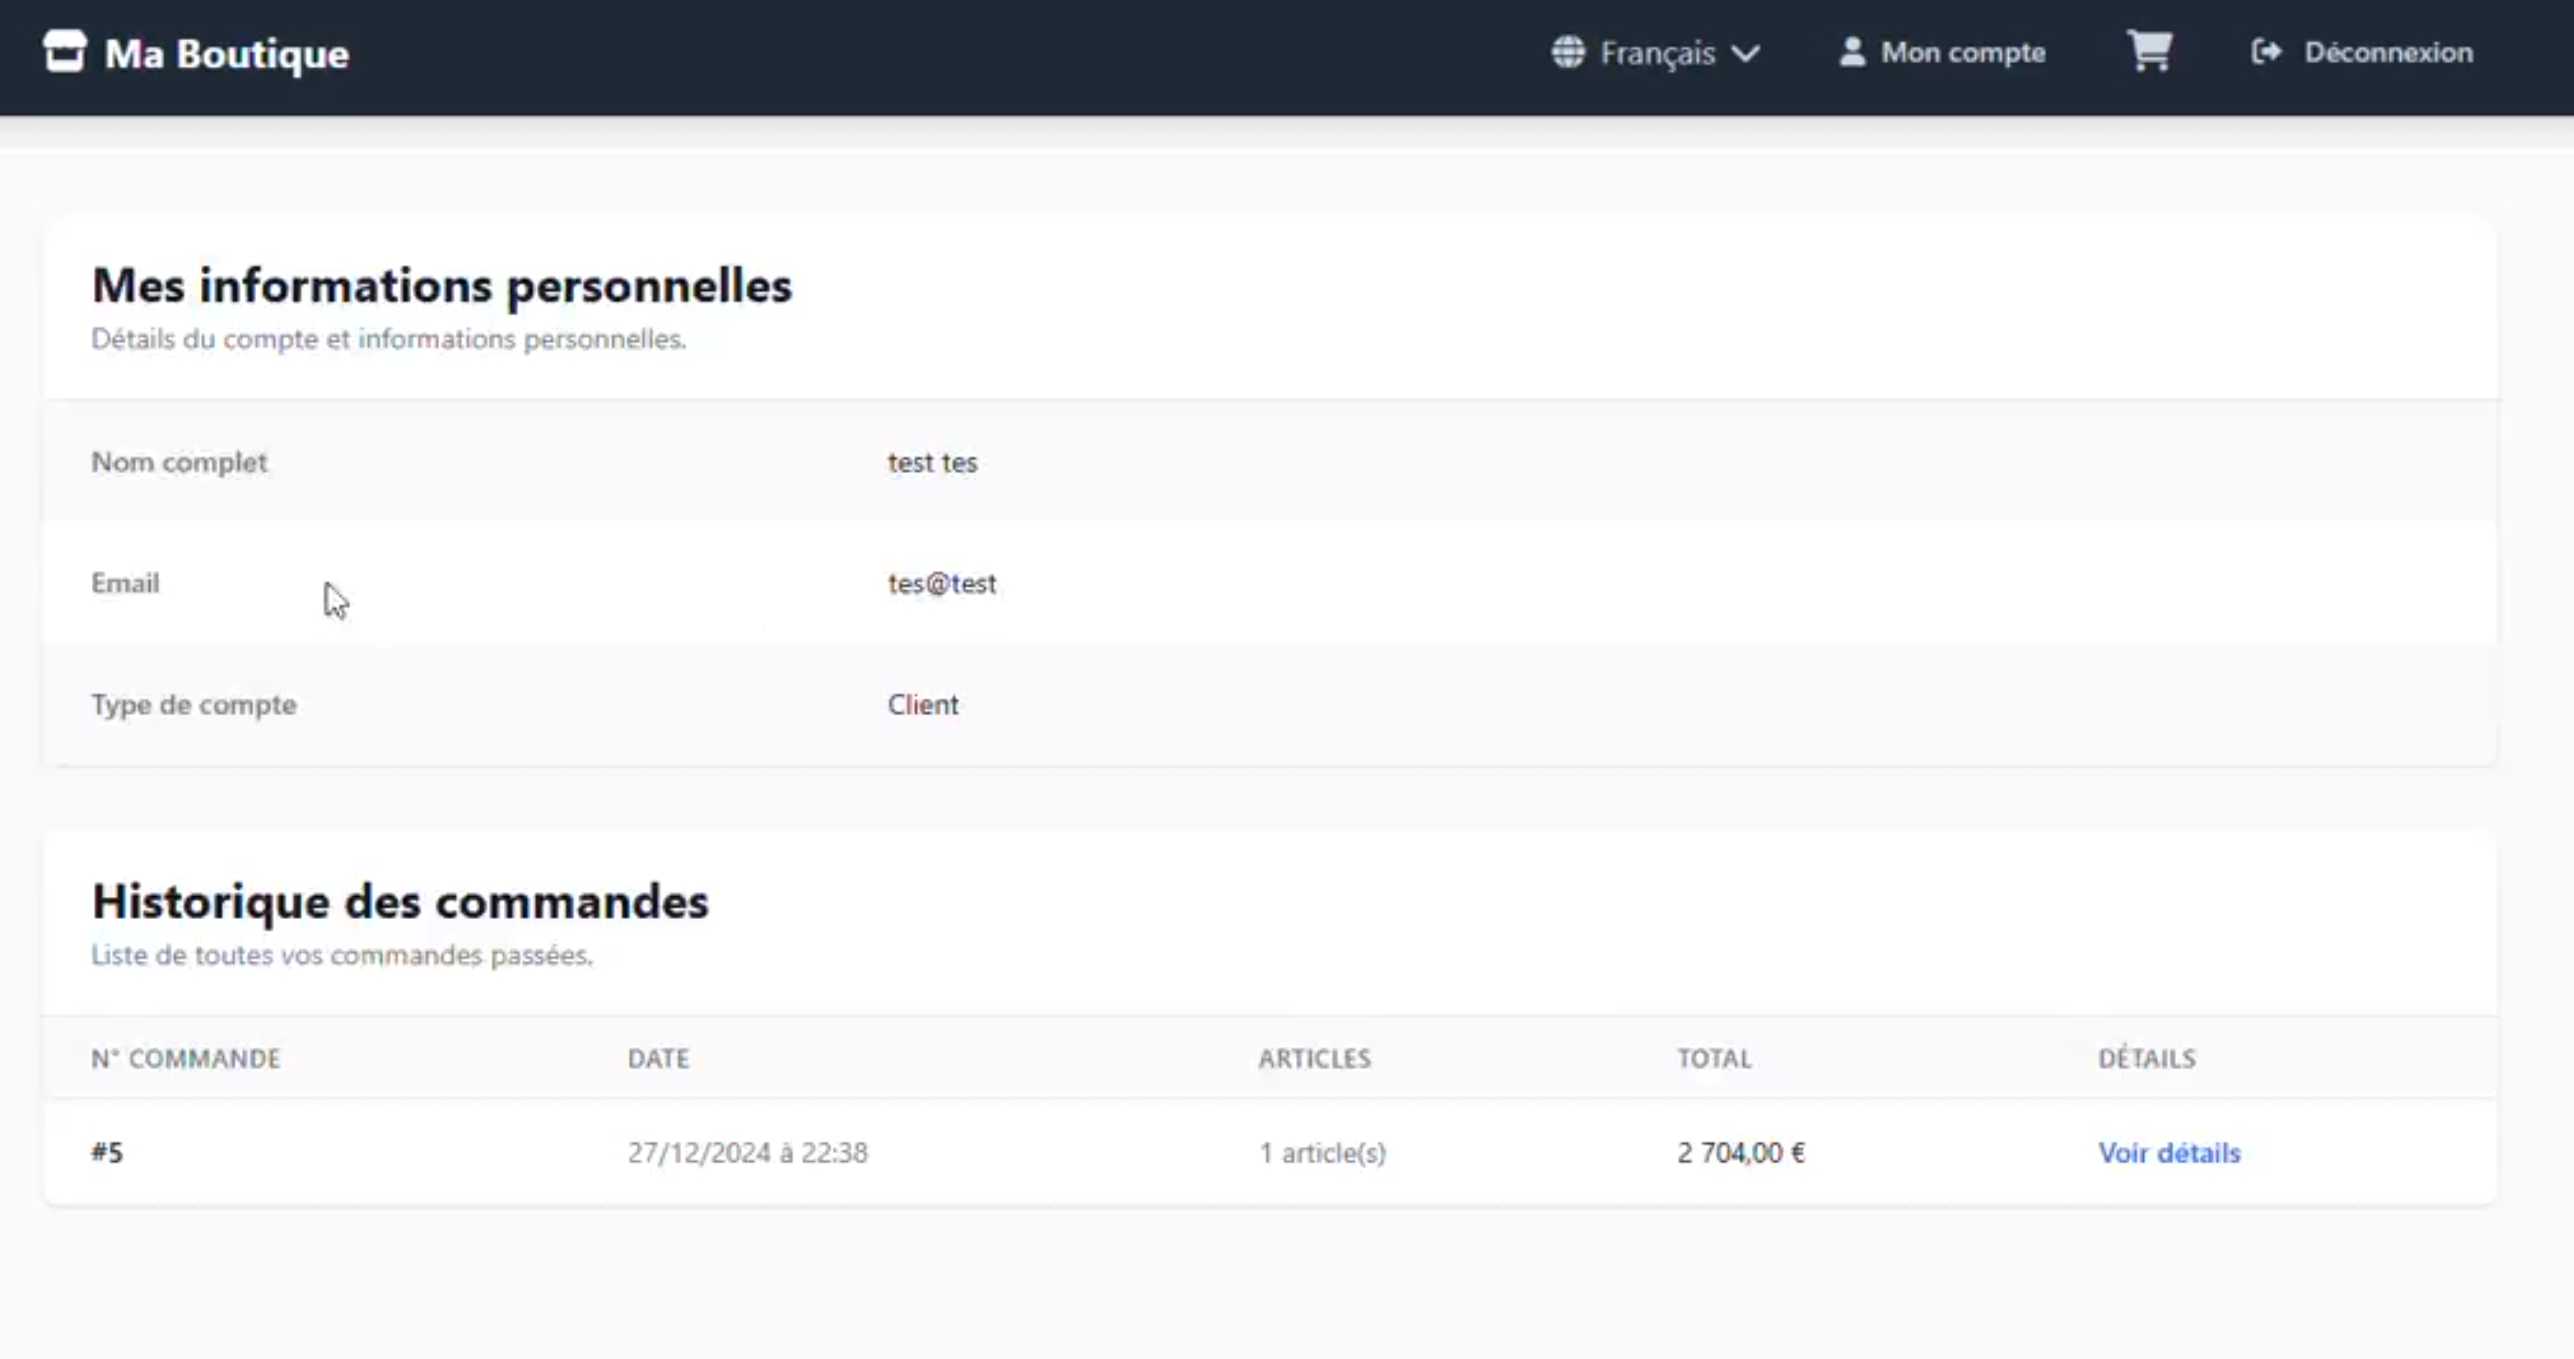 Ma Boutique Français Mon compte Déconnexion
Mes informations personnelles
Détails du compte et informations personnelles.
Nom complet test tes
Email tes@test
Type de compte Client
Historique des commandes
Liste de toutes vos commandes passées.
N° COMMANDE DATE ARTICLES TOTAL DÉTAILS
#5 27/12/2024 à 22:38 1 article(s) 2 704,00 € Voir détails